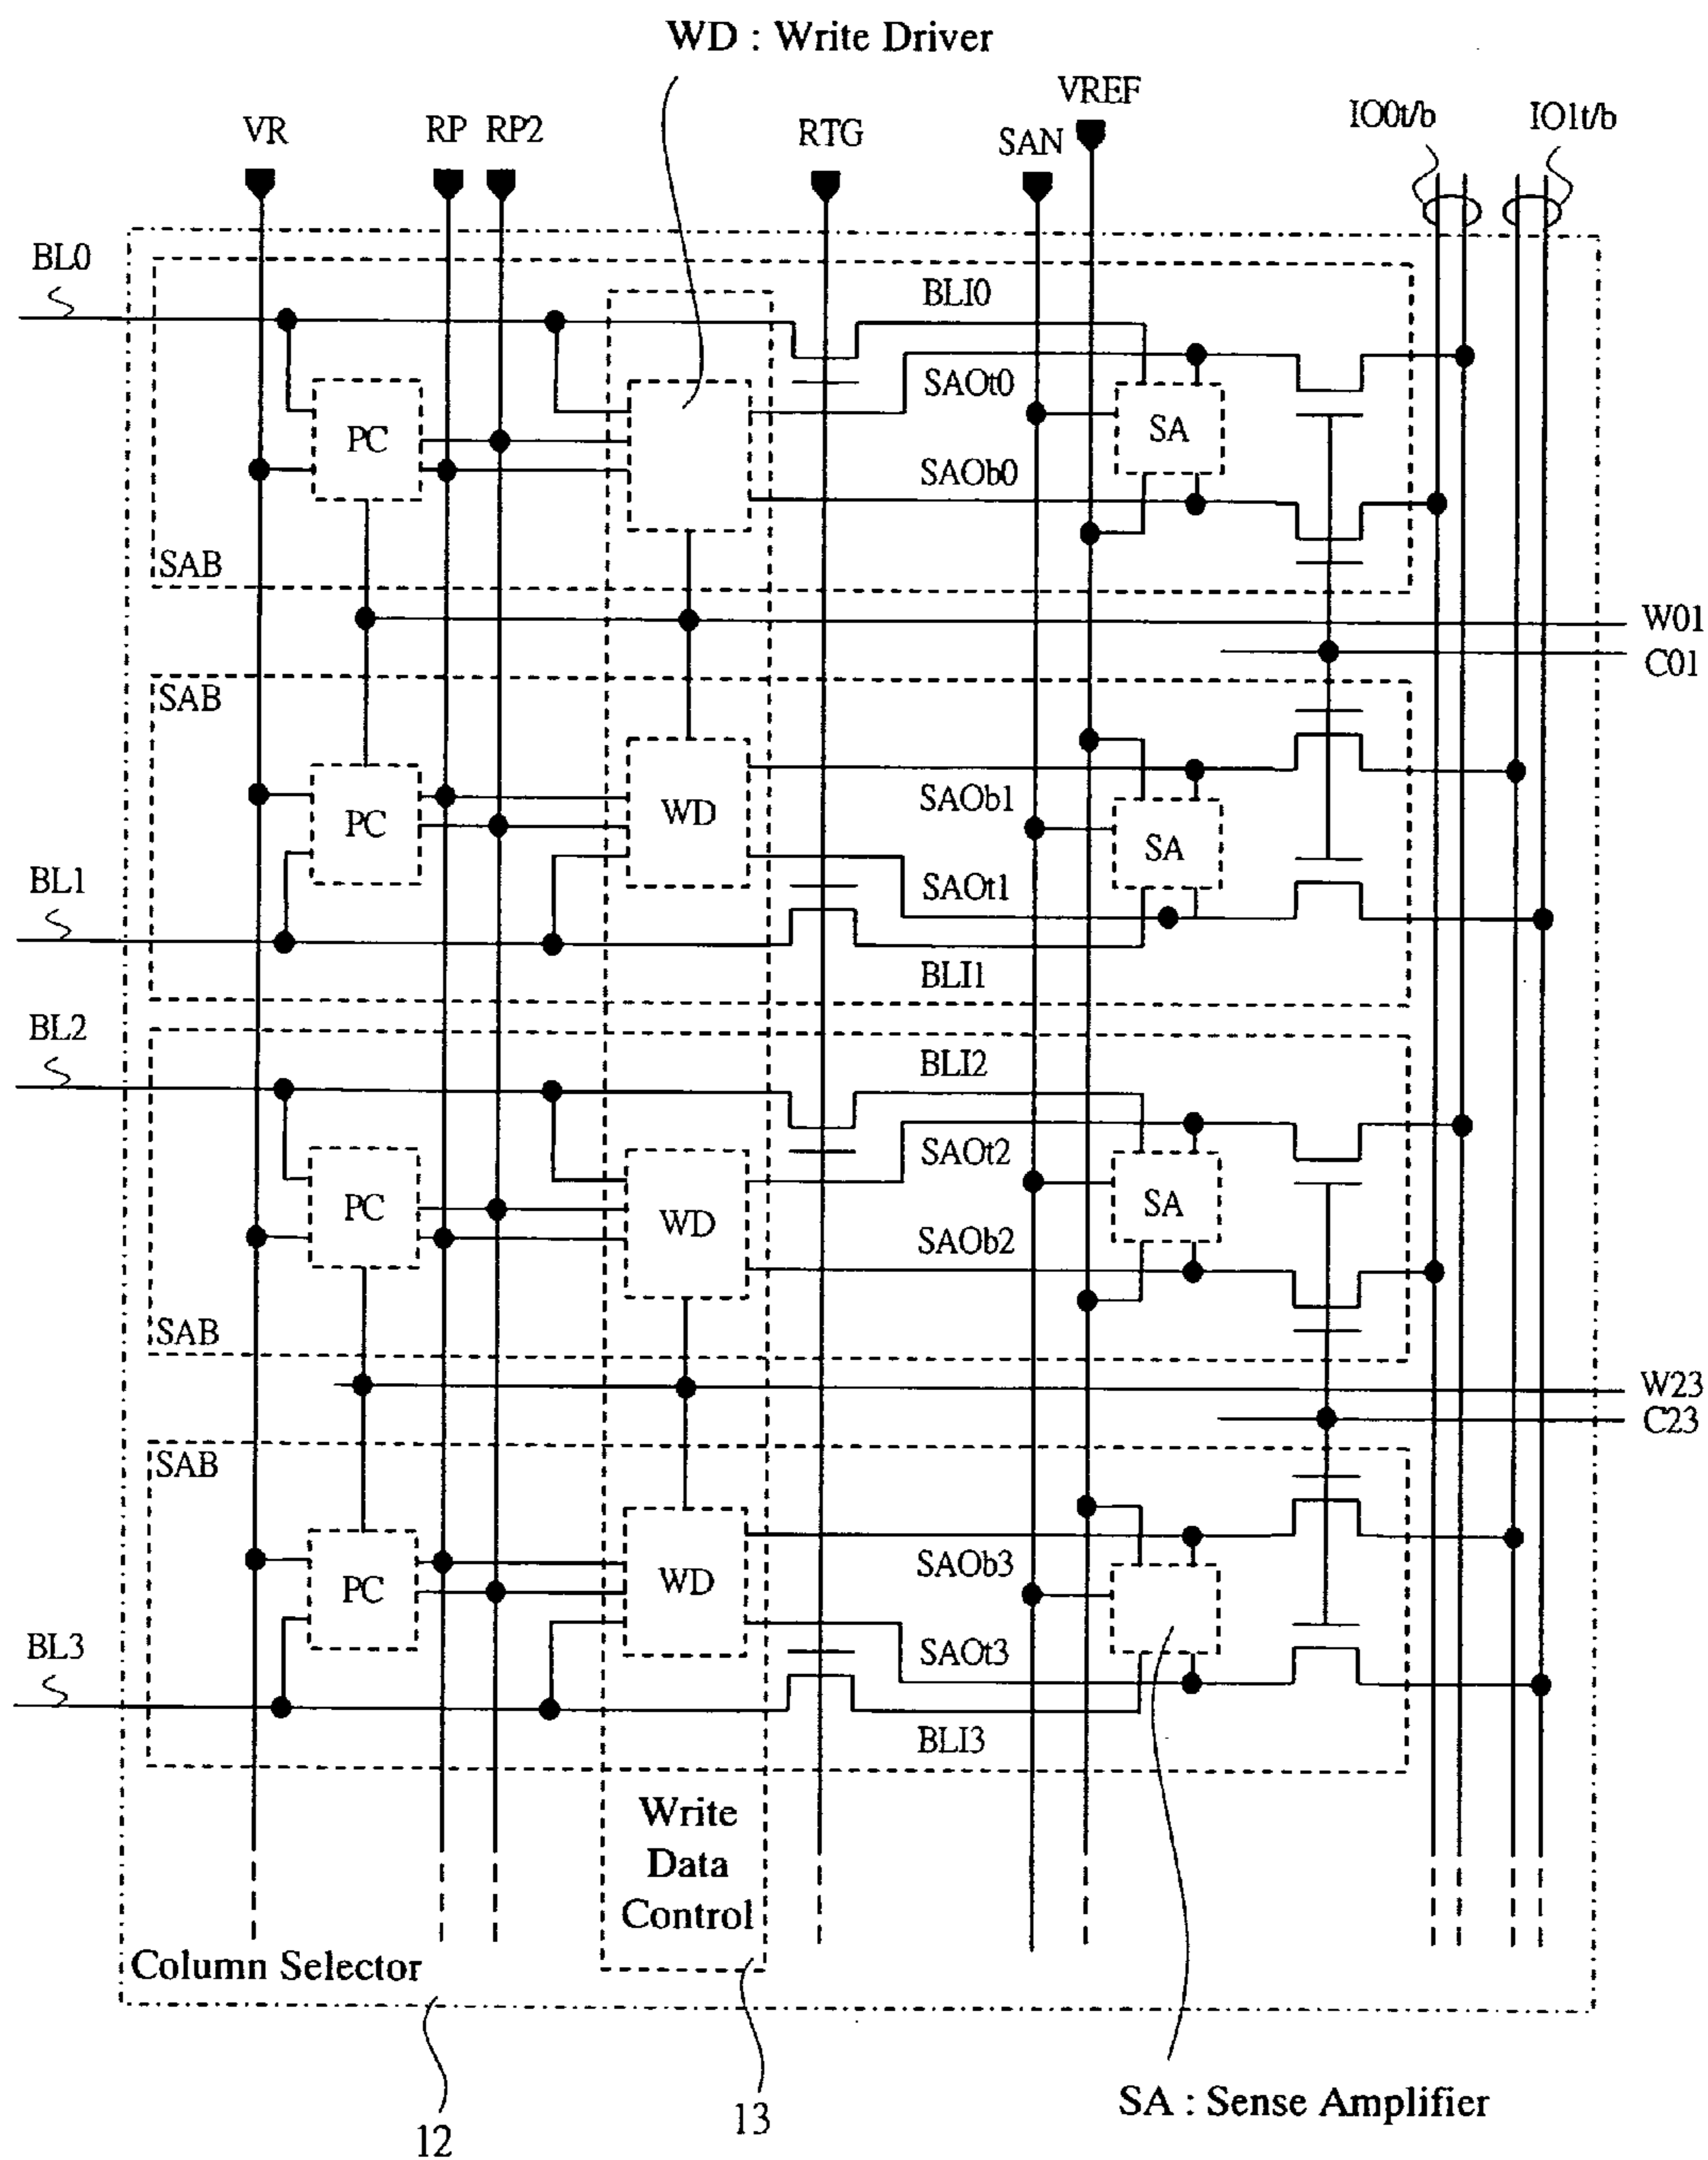 WD : Write Driver
VREF
IO0t/b
IO1t/b
VR
RP
RP2
RTG
SAN
BL0
BLI0
SAOt0
PC
SA
SAOb0
SAB
W01
C01
SAB
SAOb1
PC
WD
SA
BL1
SAOt1
BLI1
BL2
BLI2
SAOt2
PC
WD
SA
SAOb2
SAB
W23
C23
SAB
SAOb3
PC
WD
BL3
SAOt3
BLI3
Write
Data
Control
Column Selector
12
13
SA : Sense Amplifier